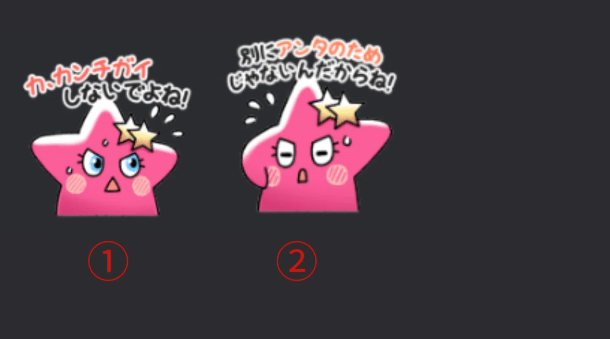 カ、カンチガイ
しないでよね!
別にアンタのため
じゃないんだからね!
①
②